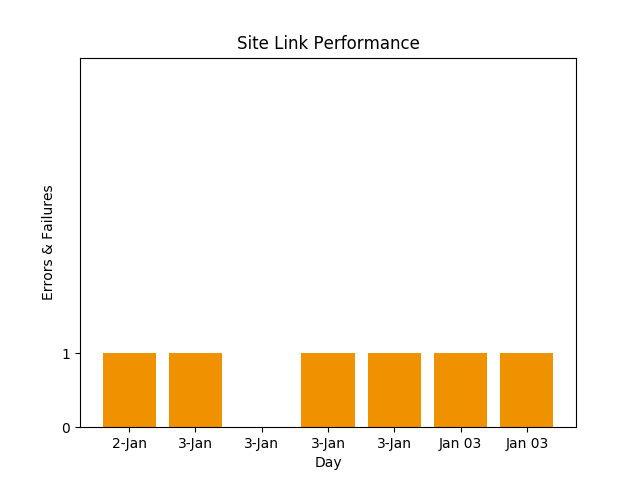 Site Link Performance
Errors & Failures
1
0
2-Jan 3-Jan 3-Jan 3-Jan 3-Jan Jan 03 Jan 03
Day